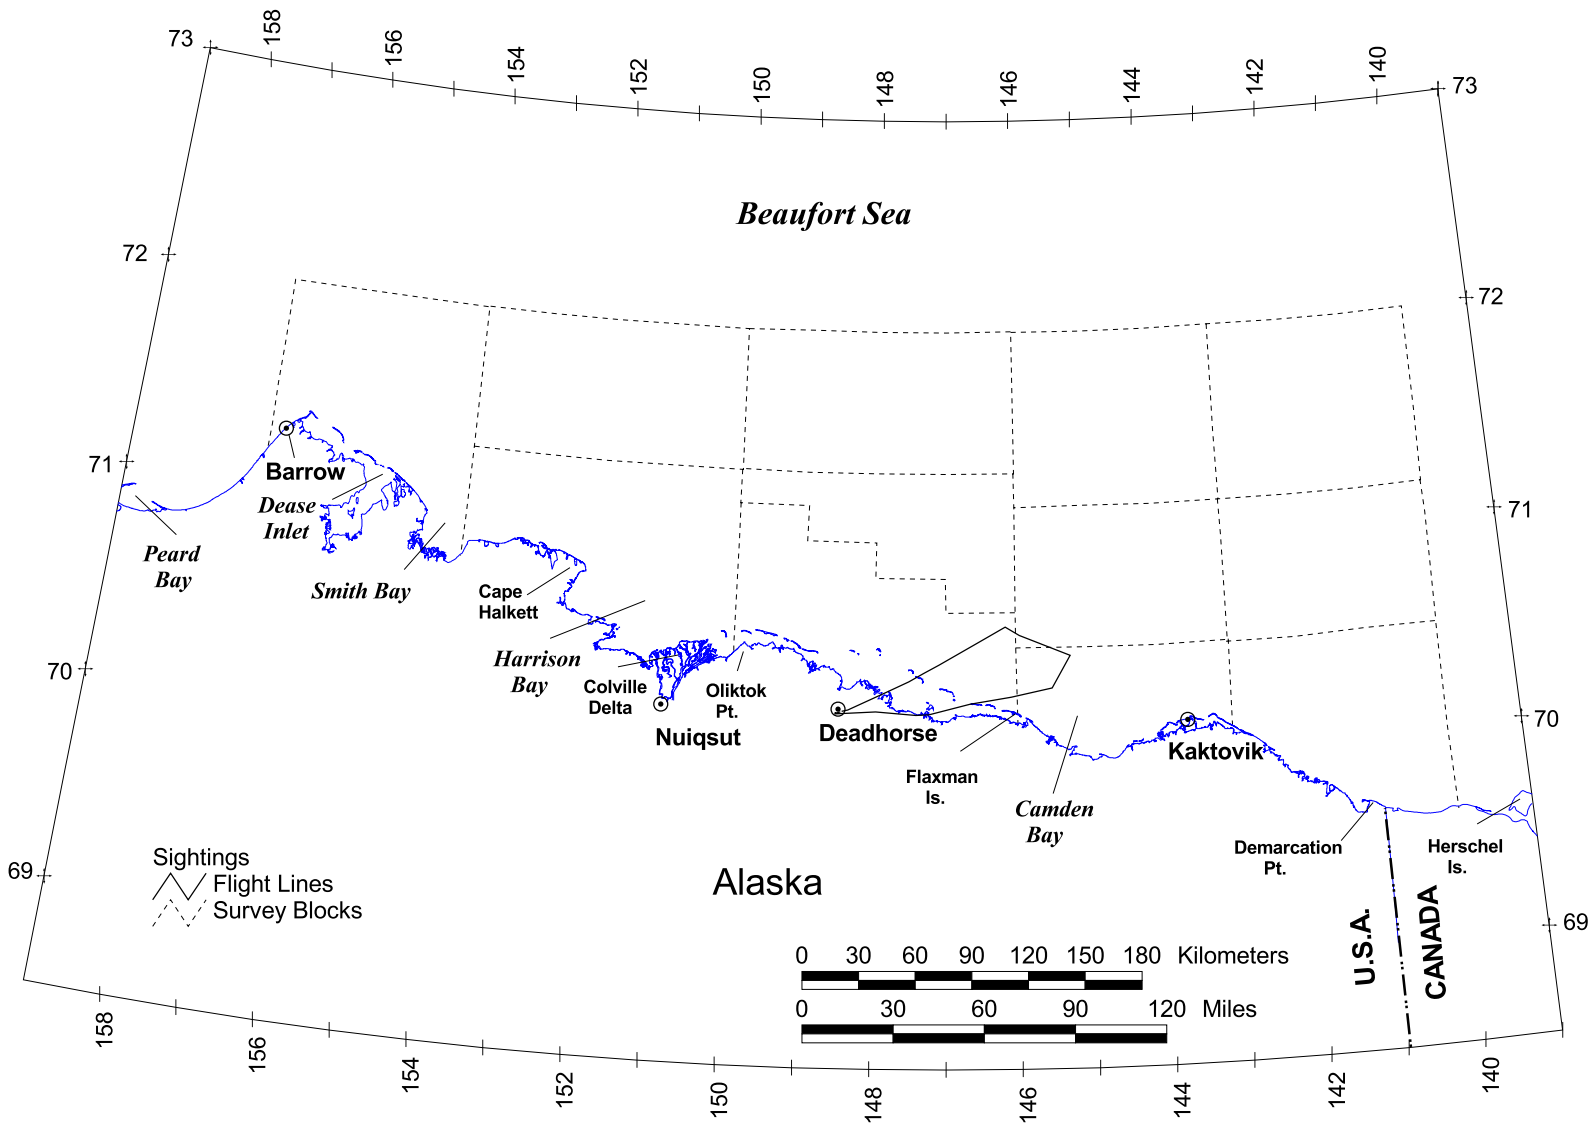 158
156
154
152
150
148
146
144
142
140
73
73
Beaufort Sea
72
72
71
71
Barrow
Dease
Inlet
Peard
Bay
Smith Bay
Cape
Halkett
Harrison
Bay
Colville
Delta
Oliktok
Pt.
Nuiqsut
Deadhorse
Flaxman
Is.
Camden
Bay
Kaktovik
70
70
Demarcation
Pt.
Herschel
Is.
Alaska
Sightings
Flight Lines
Survey Blocks
69
69
U.S.A.
CANADA
0 30 60 90 120 150 180 Kilometers
0 30 60 90 120 Miles
158
156
154
152
150
148
146
144
142
140